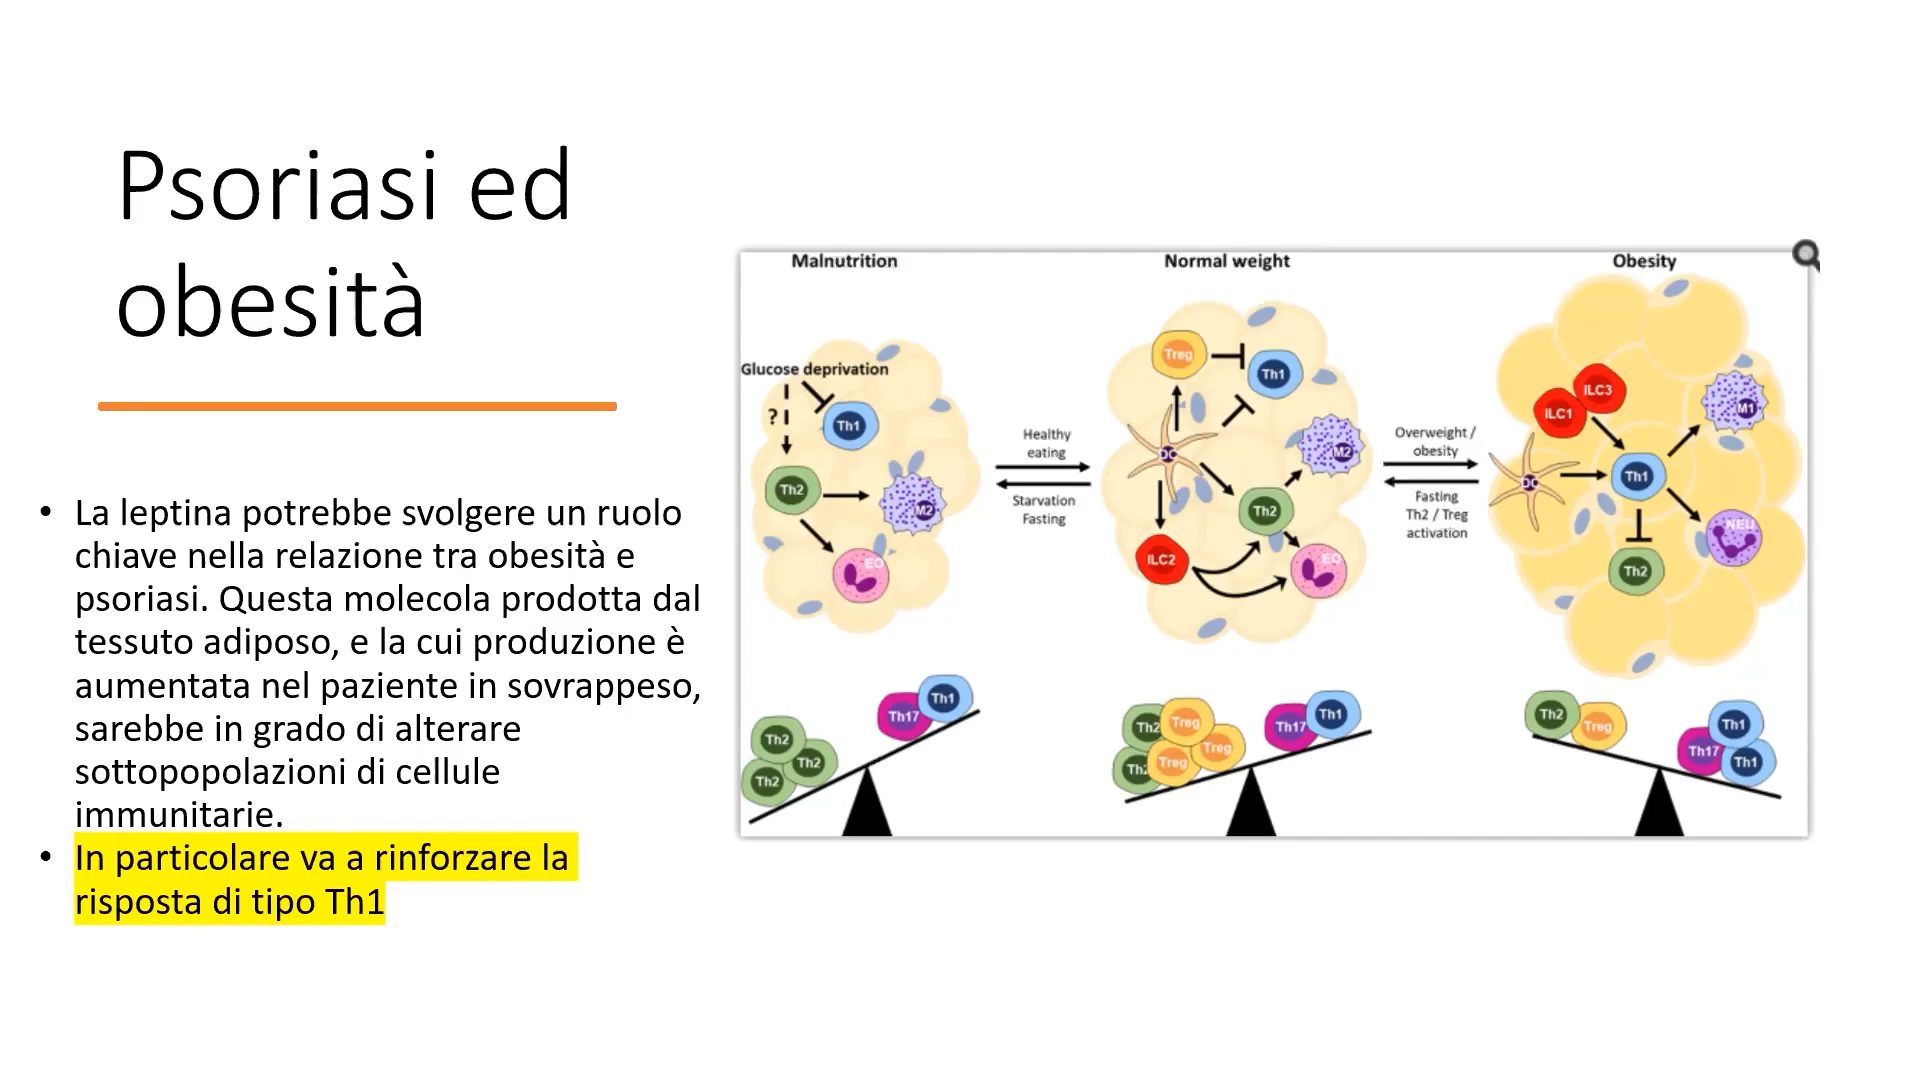 Psoriasi ed
obesità
• La leptina potrebbe svolgere un ruolo
chiave nella relazione tra obesità e
psoriasi. Questa molecola prodotta dal
tessuto adiposo, e la cui produzione è
aumentata nel paziente in sovrappeso,
sarebbe in grado di alterare
sottopopolazioni di cellule
immunitarie.
• In particolare va a rinforzare la
risposta di tipo Th1
Malnutrition
Glucose deprivation
?
Th1
Th2
M2
EO
Healthy
eating
Starvation
Fasting
Normal weight
Treg
Th1
DC
M2
Th2
ILC2
EO
Overweight /
obesity
Fasting
Th2 / Treg
activation
Obesity
ILC3
ILC1
M1
DC
Th1
NEU
Th2
Th2
Th2
Th2
Th17
Th1
Th2
Treg
Treg
Th2
Treg
Th17
Th1
Th2
Treg
Th1
Th17
Th1